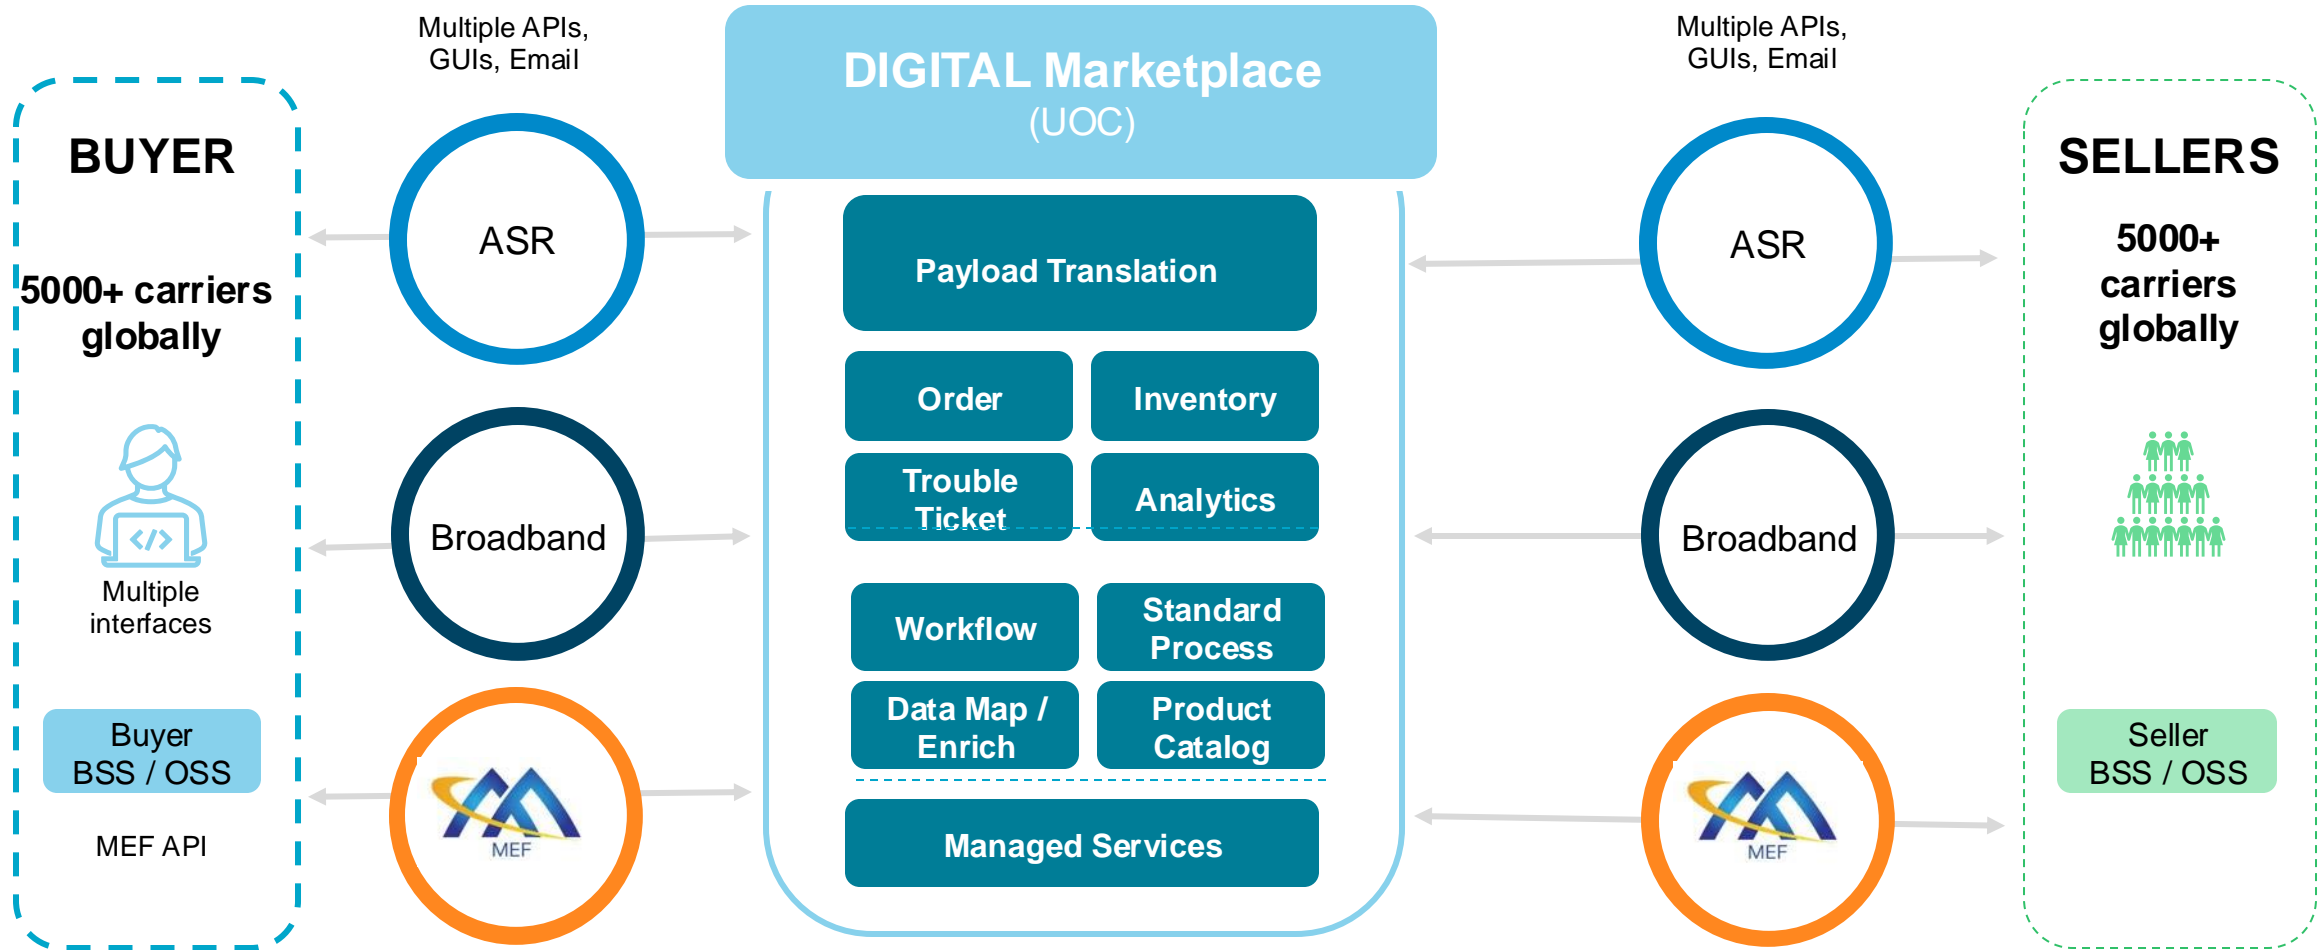 Multiple APIs,
GUIs, Email
BUYER
5000+ carriers
globally
</>
Multiple
interfaces
Buyer
BSS / OSS
MEF API
ASR
Broadband
MEF
DIGITAL Marketplace
(UOC)
Payload Translation
Order
Inventory
Trouble
Ticket
Analytics
Workflow
Standard
Process
Data Map /
Enrich
Product
Catalog
Managed Services
Multiple APIs,
GUIs, Email
ASR
Broadband
MEF
SELLERS
5000+
carriers
globally
Seller
BSS / OSS